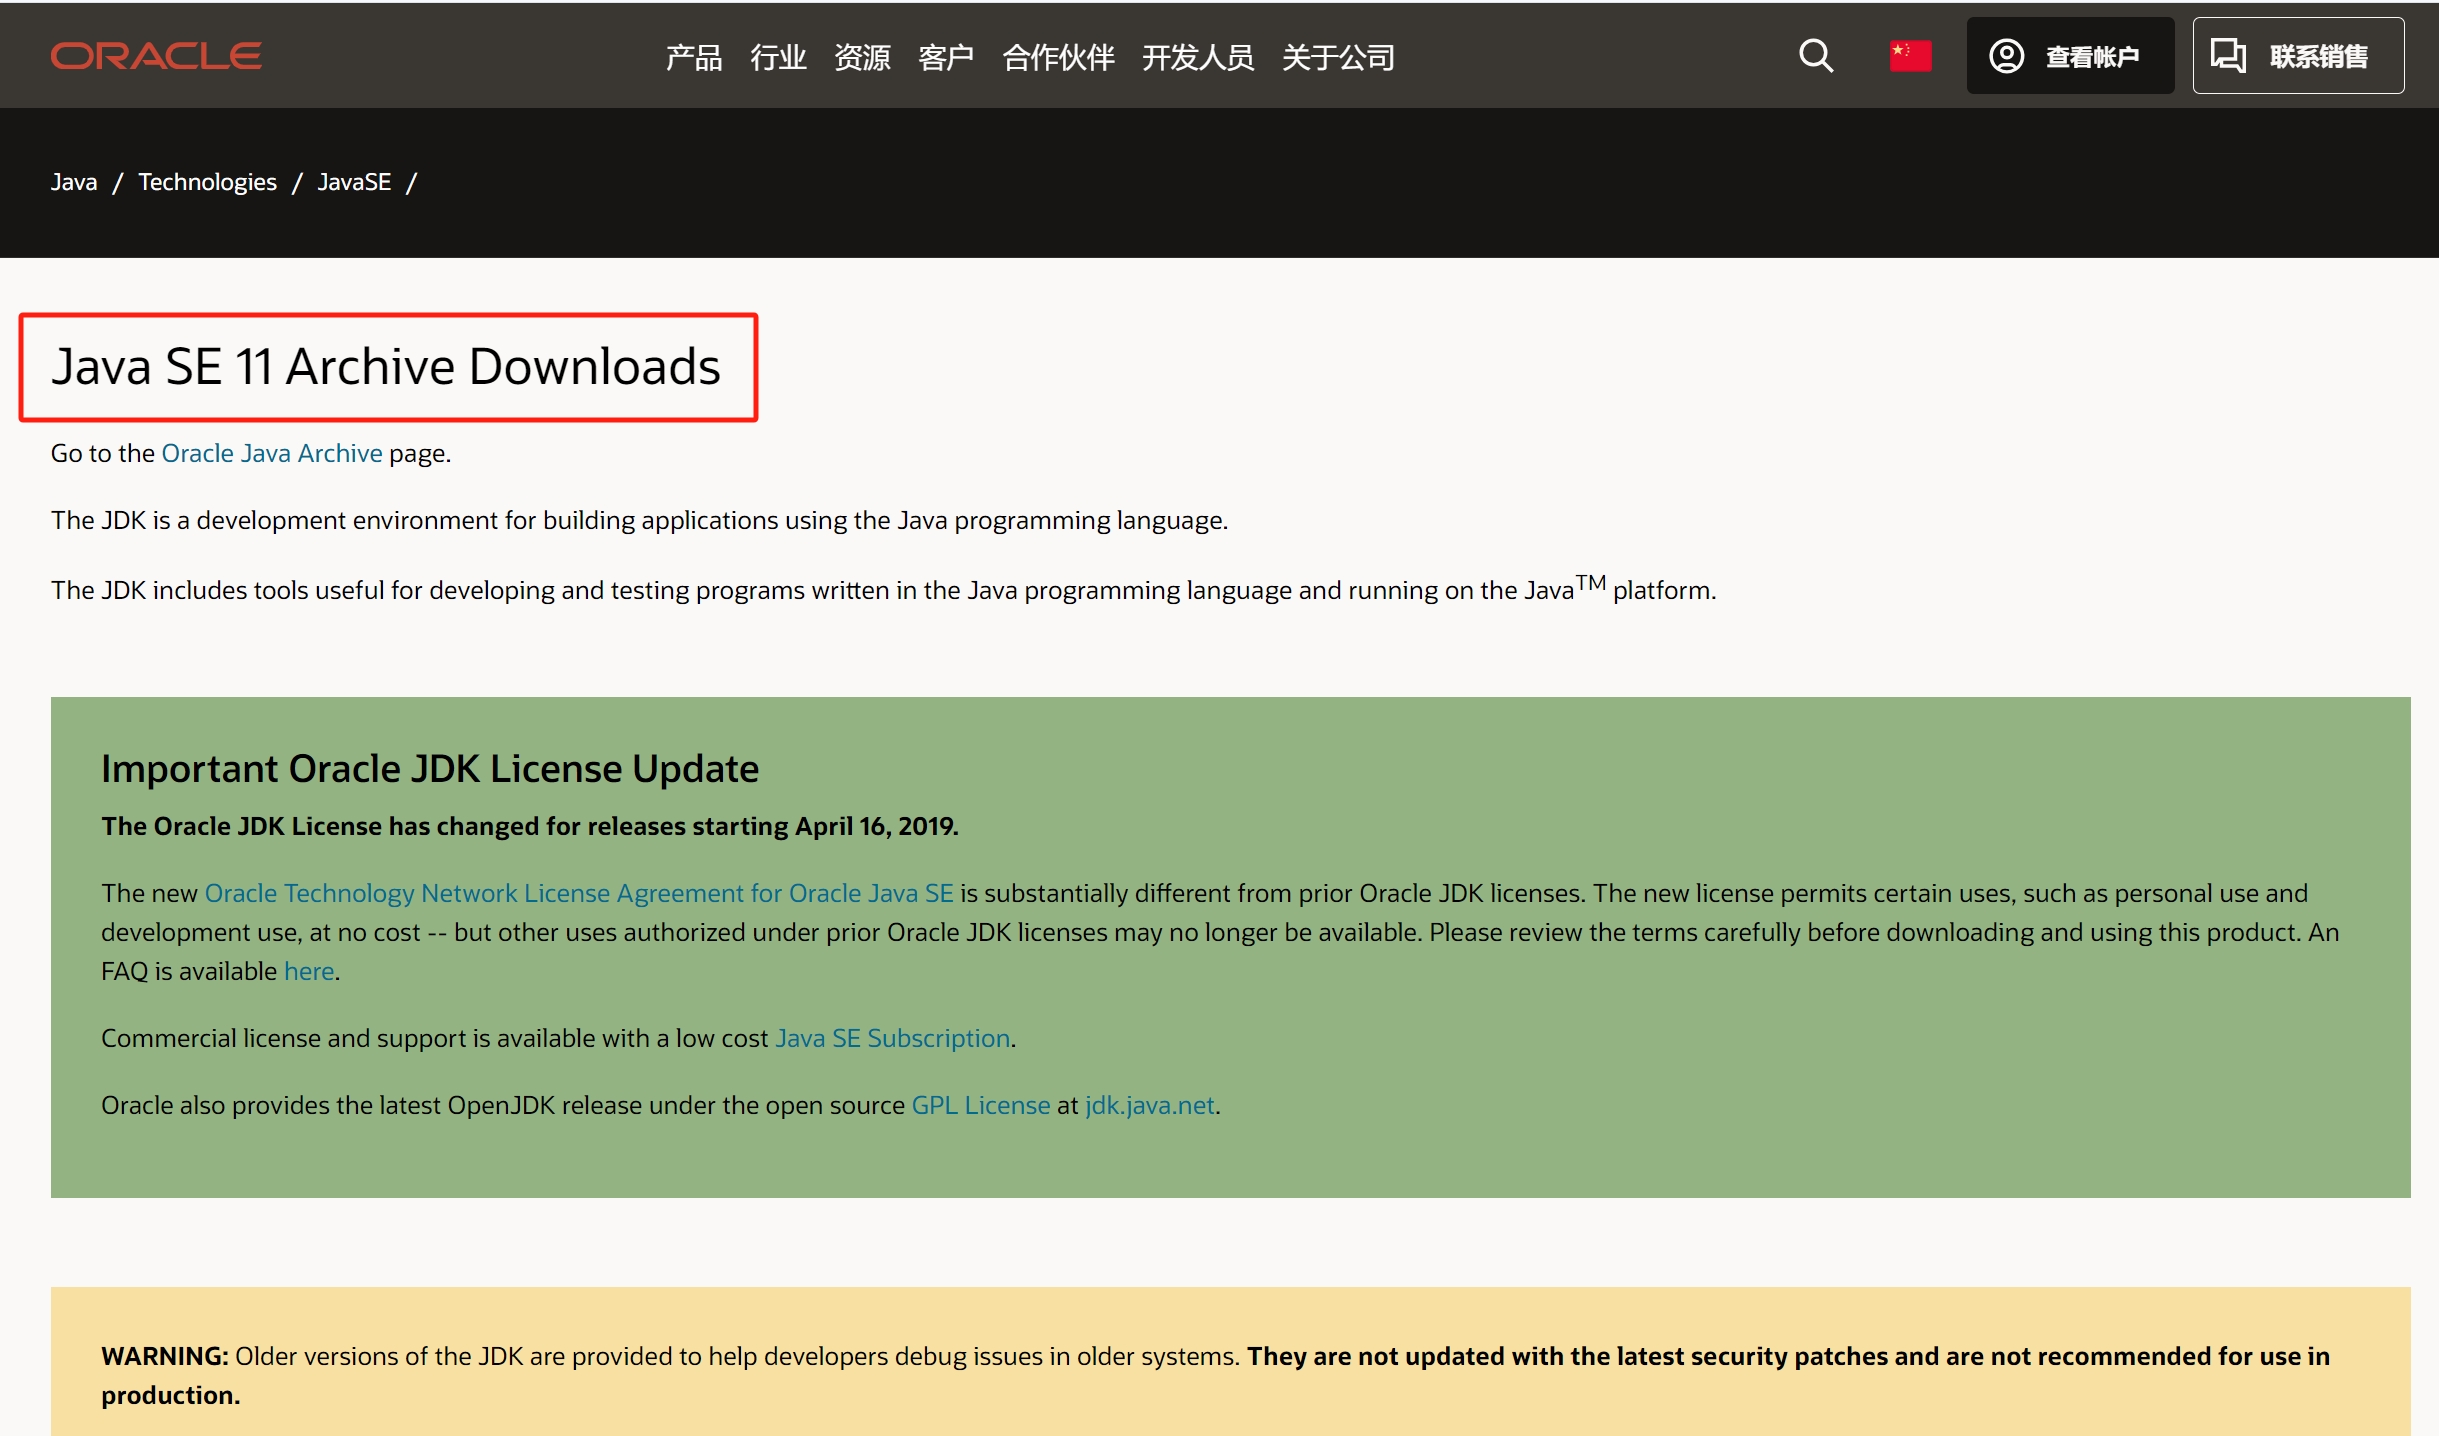 ORACLE
产品 行业 资源 客户 合作伙伴 开发人员 关于公司
查看帐户
联系销售
Java / Technologies / JavaSE /
Java SE 11 Archive Downloads
Go to the Oracle Java Archive page.
The JDK is a development environment for building applications using the Java programming language.
The JDK includes tools useful for developing and testing programs written in the Java programming language and running on the Java™ platform.
Important Oracle JDK License Update
The Oracle JDK License has changed for releases starting April 16, 2019.
The new Oracle Technology Network License Agreement for Oracle Java SE is substantially different from prior Oracle JDK licenses. The new license permits certain uses, such as personal use and
development use, at no cost -- but other uses authorized under prior Oracle JDK licenses may no longer be available. Please review the terms carefully before downloading and using this product. An
FAQ is available here.
Commercial license and support is available with a low cost Java SE Subscription.
Oracle also provides the latest OpenJDK release under the open source GPL License at jdk.java.net.
WARNING: Older versions of the JDK are provided to help developers debug issues in older systems. They are not updated with the latest security patches and are not recommended for use in
production.